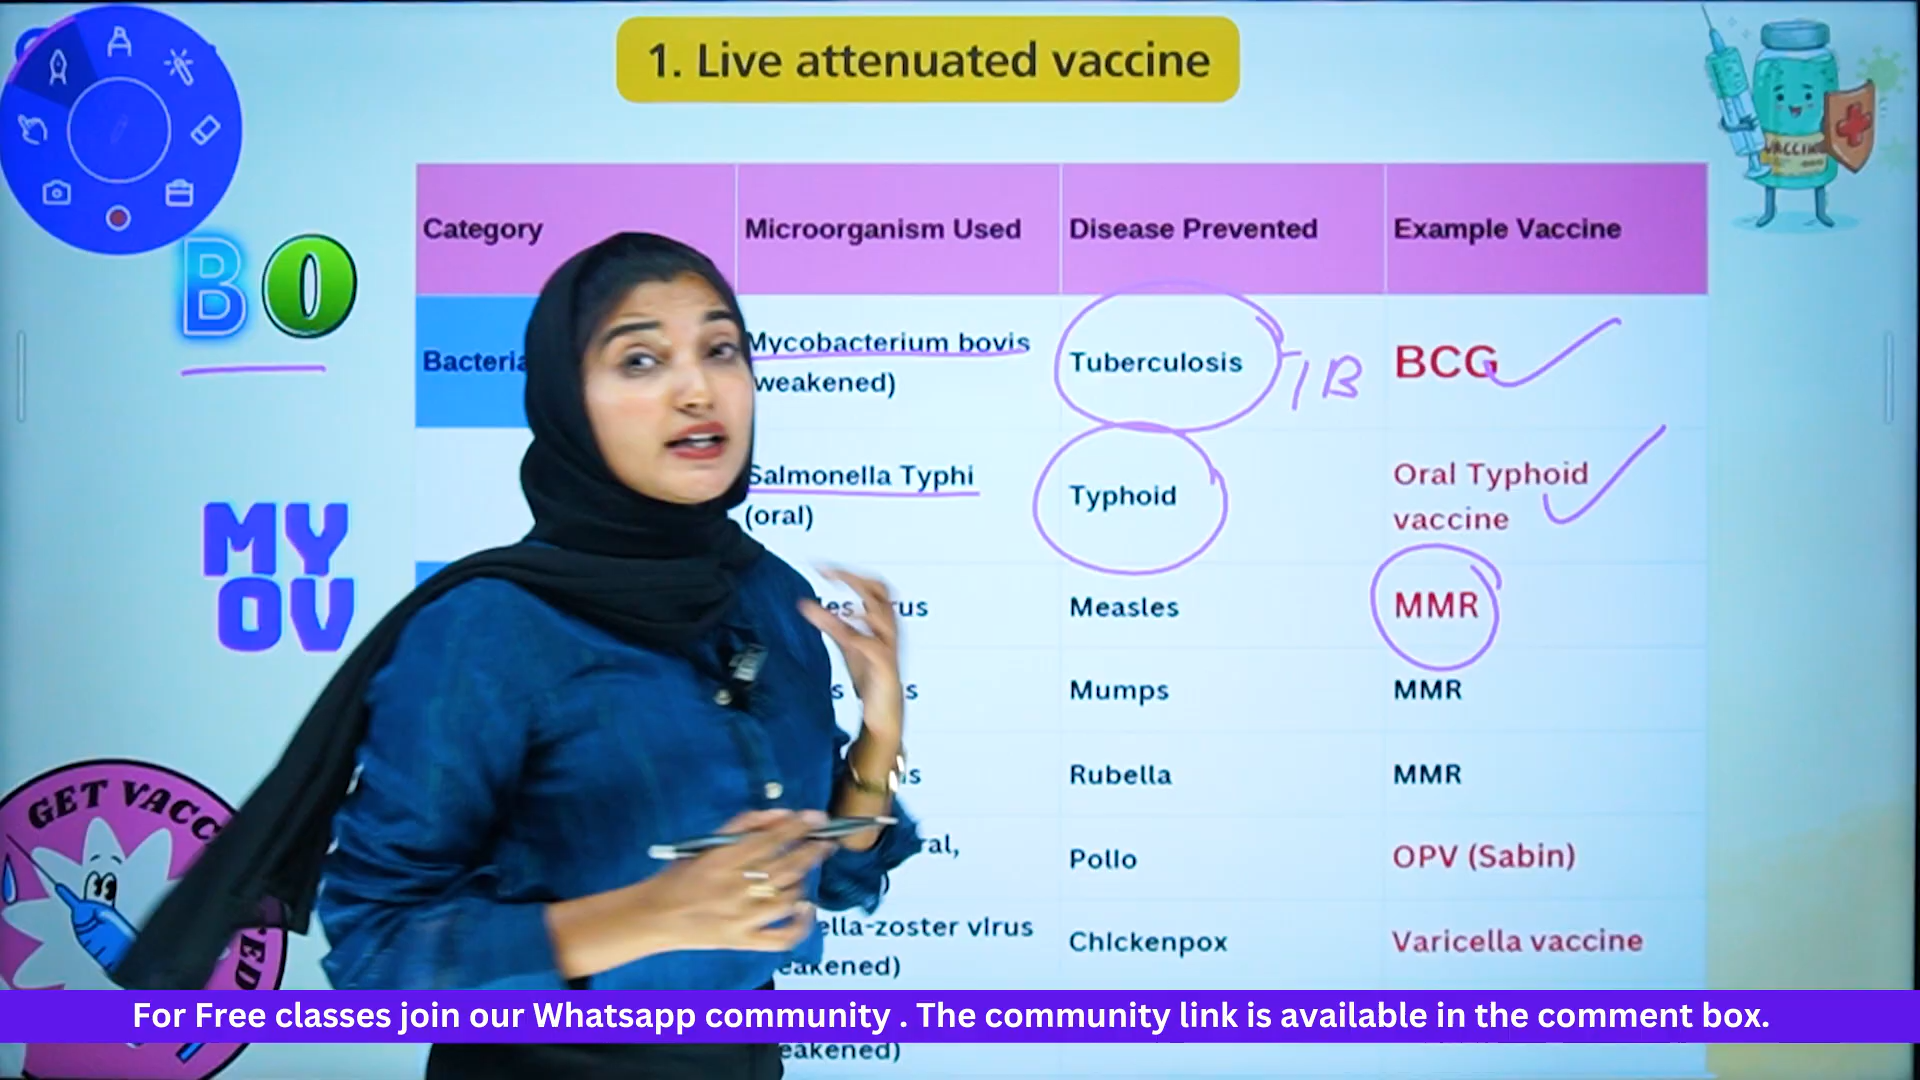 1. Live attenuated vaccine
VACCINE
Category
Microorganism Used
Disease Prevented
Example Vaccine
BO
Bacteria
Mycobacterium bovis
weakened)
Tuberculosis
TB
BCG
Salmonella Typhi
(oral)
Typhoid
Oral Typhoid
vaccine
MY
OV
Measles
MMR
Mumps
MMR
Rubella
MMR
Polio
OPV (Sabin)
Chickenpox
Varicella vaccine
GET VACC
ED
For Free classes join our Whatsapp community . The community link is available in the comment box.